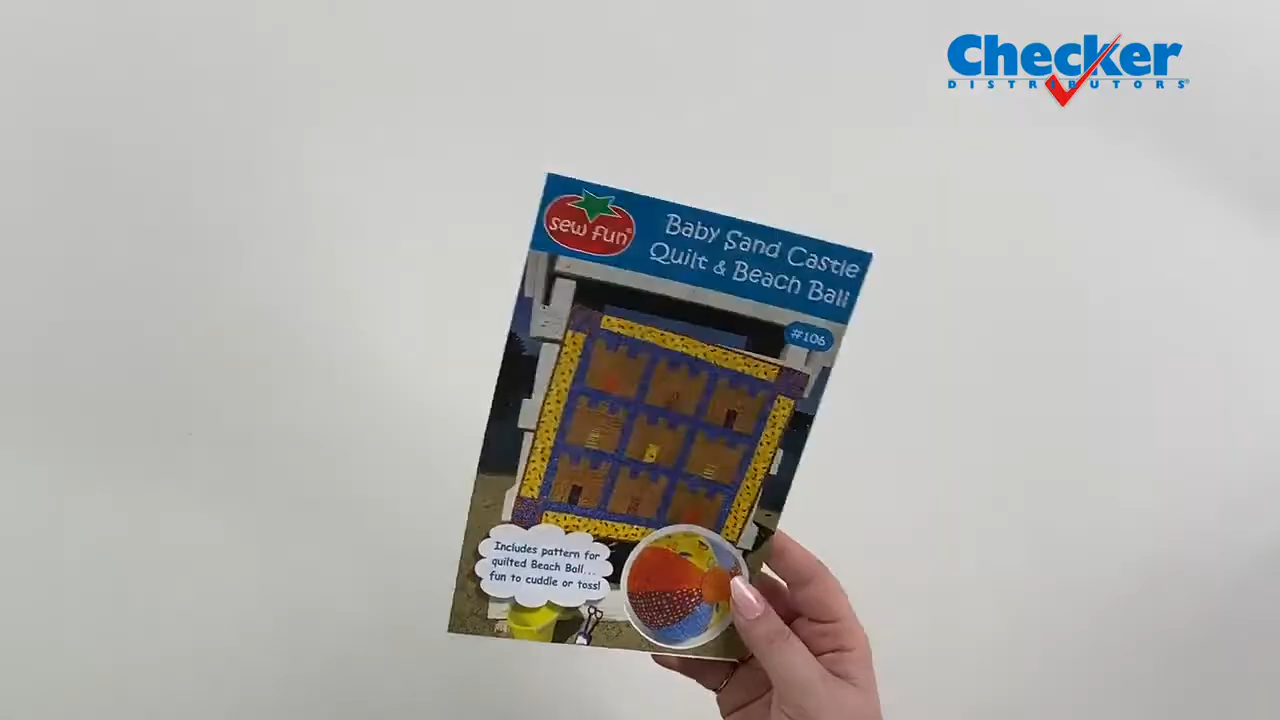 Checker
DISTRIBUTORS
sew fun
Baby Sand Castle
Quilt & Beach Ball
#106
Includes pattern for
quilted Beach Ball...
fun to cuddle or toss!